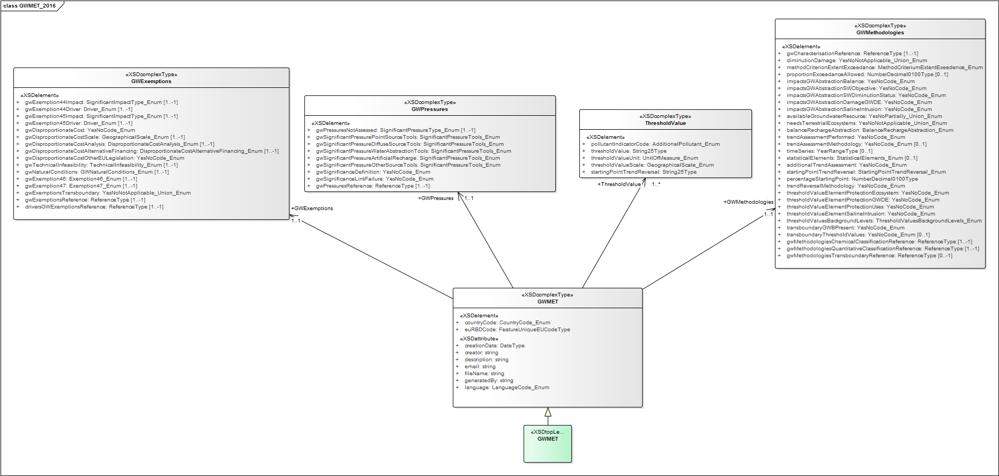 class GWMET_2016
«XSDcomplexType»
GWExemptions
«XSDelement»
+ gwExemption44Impact: SignificantImpactType_Enum [1..-1]
+ gwExemption44Driver: Driver_Enum [1..-1]
+ gwExemption45Impact: SignificantImpactType_Enum [1..-1]
+ gwExemption45Driver: Driver_Enum [1..-1]
+ gwDisproportionateCost: YesNoCode_Enum
+ gwDisproportionateCostScale: GeographicalScale_Enum [1..-1]
+ gwDisproportionateCostAnalysis: DisproportionateCostAnalysis_Enum [1..-1]
+ gwDisproportionateCostAlternativeFinancing: DisproportionateCostAlternativeFinancing_Enum [1..-1]
+ gwDisproportionateCostOtherEULegislation: YesNoCode_Enum
+ gwTechnicalInfeasibility: TechnicalInfeasibility_Enum [1..-1]
+ gwNaturalConditions: GWNaturalConditions_Enum [1..-1]
+ gwExemption46: Exemption46_Enum [1..-1]
+ gwExemption47: Exemption47_Enum [1..-1]
+ gwExemptionsTransboundary: YesNoNotApplicable_Union_Enum
+ gwExemptionsReference: ReferenceType [1..-1]
+ driversGWExemptionsReference: ReferenceType [1..-1]
+GWExemptions
1..1
«XSDcomplexType»
GWPressures
«XSDelement»
+ gwPressuresNotAssessed: SignificantPressureType_Enum [1..-1]
+ gwSignificantPressurePointSourceTools: SignificantPressureTools_Enum
+ gwSignificantPressureDiffuseSourceTools: SignificantPressureTools_Enum
+ gwSignificantPressureWaterAbstractionTools: SignificantPressureTools_Enum
+ gwSignificantPressureArtificialRecharge: SignificantPressureTools_Enum
+ gwSignificantPressureOtherSourceTools: SignificantPressureTools_Enum
+ gwSignificanceDefinition: YesNoCode_Enum
+ gwSignificanceLinkFailure: YesNoCode_Enum
+ gwPressuresReference: ReferenceType [1..-1]
+GWPressures
1..1
«XSDcomplexType»
ThresholdValue
«XSDelement»
+ pollutantIndicatorCode: AdditionalPollutant_Enum
+ thresholdValue: String25Type
+ thresholdValueUnit: UnitOfMeasure_Enum
+ thresholdValueScale: GeographicalScale_Enum
+ startingPointTrendReversal: String25Type
+ThresholdValue
1..*
«XSDcomplexType»
GWMethodologies
«XSDelement»
+ gwCharacterisationReference: ReferenceType [1..-1]
+ diminutionDamage: YesNoNotApplicable_Union_Enum
+ methodCriterionExtentExceedance: MethodCriteriumExtentExeedence_Enum
+ proportionExceedanceAllowed: NumberDecimal0100Type [0..1]
+ impactsGWAbstractionBalance: YesNoCode_Enum
+ impactsGWAbstractionSWObjective: YesNoCode_Enum
+ impactsGWAbstractionSWDiminutionStatus: YesNoCode_Enum
+ impactsGWAbstractionDamageGWDE: YesNoCode_Enum
+ impactsGWAbstractionSalineIntrusion: YesNoCode_Enum
+ availableGroundwaterResource: YesNoPartially_Union_Enum
+ needsTerrestrialEcosystems: YesNoNotApplicable_Union_Enum
+ balanceRechargeAbstraction: BalanceRechargeAbstraction_Enum
+ trendAssessmentPerformed: YesNoCode_Enum
+ trendAssessmentMethodology: YesNoCode_Enum [0..1]
+ timeSeries: YearRangeType [0..1]
+ statisticalElements: StatisticalElements_Enum [0..1]
+ additionalTrendAssessment: YesNoCode_Enum
+ startingPointTrendReversal: StartingPointTrendReversal_Enum
+ percentageStartingPoint: NumberDecimal0100Type
+ trendReversalMethodology: YesNoCode_Enum
+ thresholdValueElementProtectionEcosystem: YesNoCode_Enum
+ thresholdValueElementProtectionGWDE: YesNoCode_Enum
+ thresholdValueElementProtectionUses: YesNoCode_Enum
+ thresholdValueElementSalineIntrusion: YesNoCode_Enum
+ thresholdValuesBackgroundLevels: ThresholdValuesBackgroundLevels_Enum
+ transboundaryGWBPresent: YesNoCode_Enum
+ transboundaryThresholdValues: YesNoCode_Enum [0..1]
+ gwMethodologiesChemicalClassificationReference: ReferenceType [1..-1]
+ gwMethodologiesQuantitativeClassificationReference: ReferenceType [1..-1]
+ gwMethodologiesTransboundaryReference: ReferenceType [0..-1]
+GWMethodologies
1..1
«XSDcomplexType»
GWMET
«XSDelement»
+ countryCode: CountryCode_Enum
+ euRBDCode: FeatureUniqueEUCodeType
«XSDattribute»
+ creationDate: DateType
+ creator: string
+ description: string
+ email: string
+ fileName: string
+ generatedBy: string
+ language: LanguageCode_Enum
«XSDtopLe...
GWMET